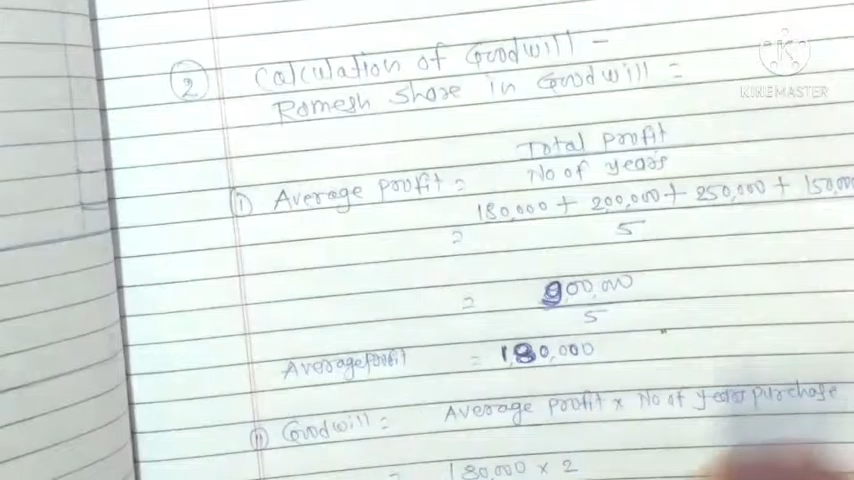 KINEMASTER
2 Calculation of Goodwill -
Romesh Share in Goodwill =
Total Profit
I Average profit =
No of years
180,000 + 200,000 + 250,000 + 150,000
=
5
= 900,000
5
Average profit = 180,000
II Goodwill = Average profit x No of years purchase
= 180,000 x 2